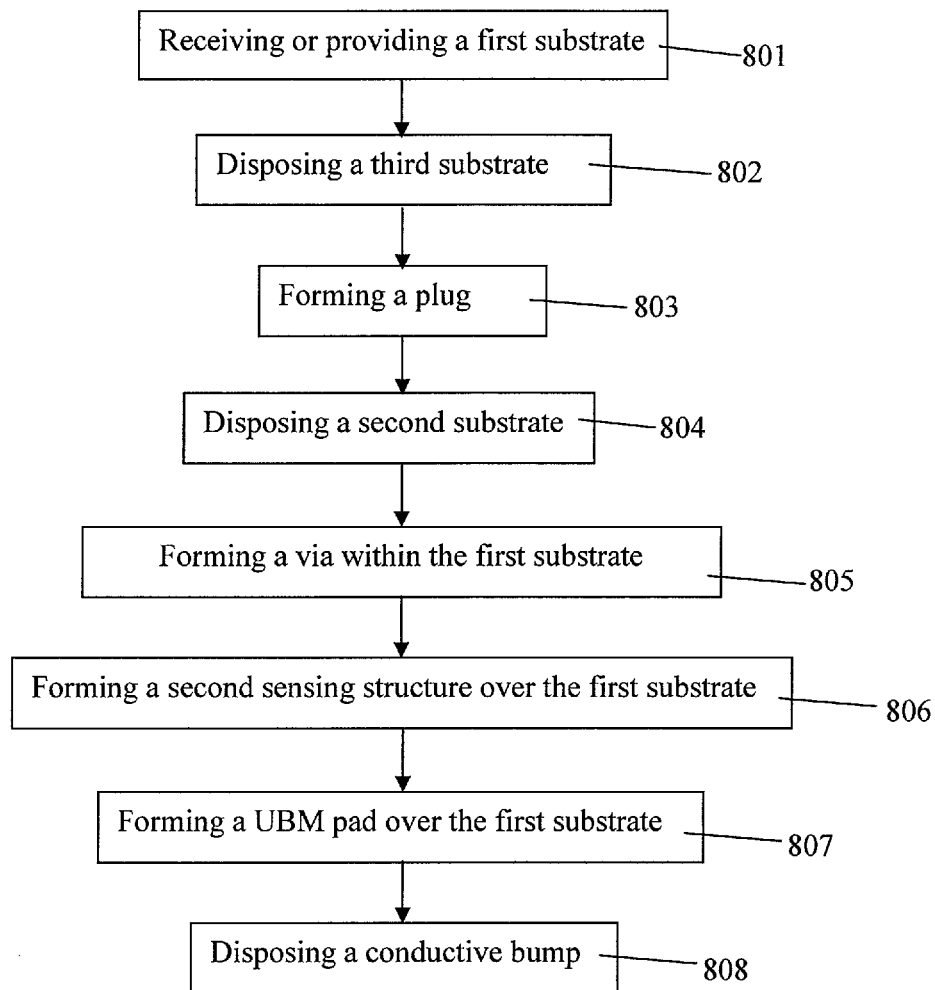 Receiving or providing a first substrate
801
Disposing a third substrate
802
Forming a plug
803
Disposing a second substrate
804
Forming a via within the first substrate
805
Forming a second sensing structure over the first substrate
806
Forming a UBM pad over the first substrate
807
Disposing a conductive bump
808